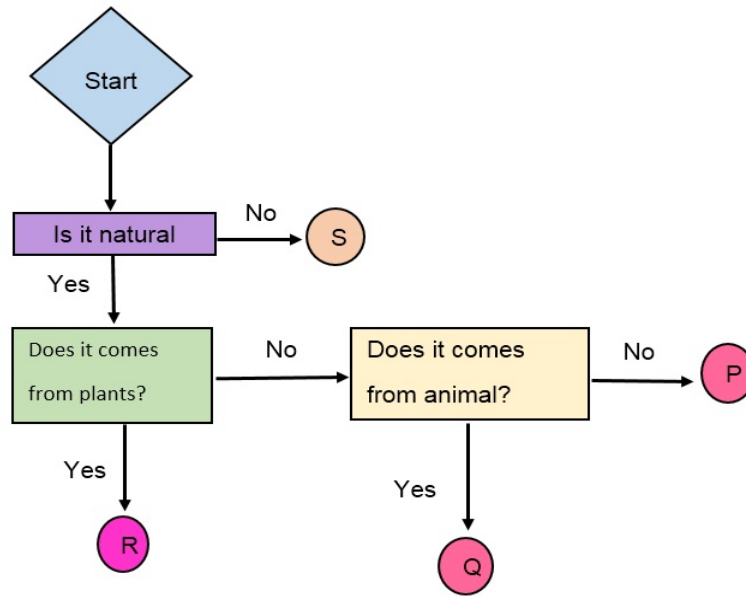 Start
Is it natural
No
S
Yes
Does it comes
from plants?
No
Does it comes
from animal?
No
P
Yes
R
Yes
Q